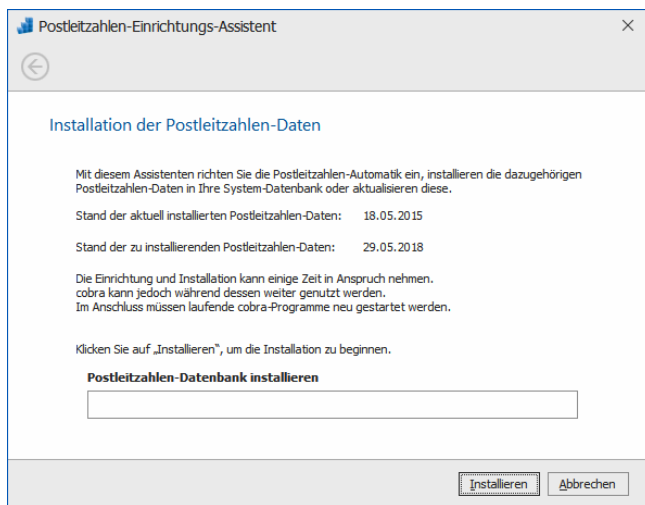 Postleitzahlen-Einrichtungs-Assistent
Installation der Postleitzahlen-Daten
Mit diesem Assistenten richten Sie die Postleitzahlen-Automatik ein, installieren die dazugehörigen
Postleitzahlen-Daten in Ihre System-Datenbank oder aktualisieren diese.
Stand der aktuell installierten Postleitzahlen-Daten: 18.05.2015
Stand der zu installierenden Postleitzahlen-Daten: 29.05.2018
Die Einrichtung und Installation kann einige Zeit in Anspruch nehmen.
cobra kann jedoch während dessen weiter genutzt werden.
Im Anschluss müssen laufende cobra-Programme neu gestartet werden.
Klicken Sie auf „Installieren", um die Installation zu beginnen.
Postleitzahlen-Datenbank installieren
Installieren Abbrechen